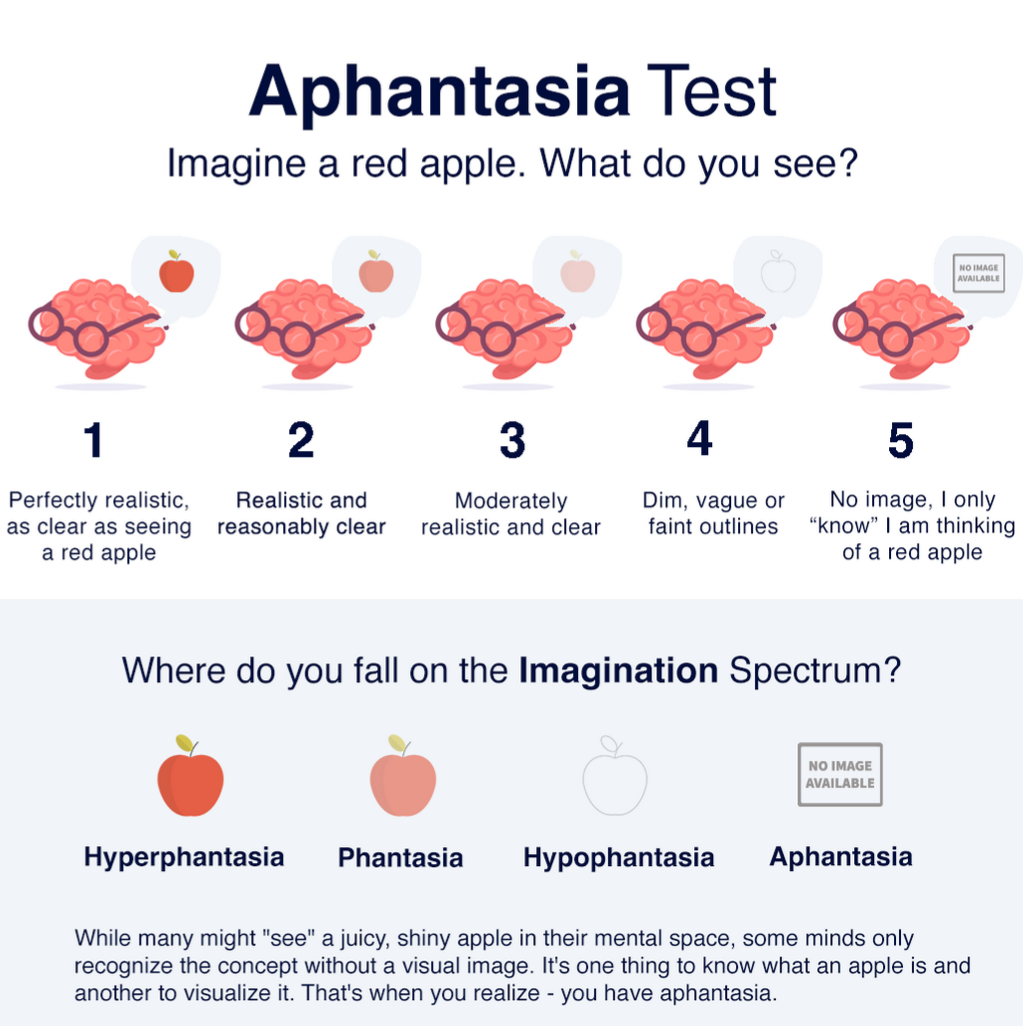 Aphantasia Test
Imagine a red apple. What do you see?
NO IMAGE
AVAILABLE
1
2
3
4
5
Perfectly realistic,
as clear as seeing
a red apple
Realistic and
reasonably clear
Moderately
realistic and clear
Dim, vague or
faint outlines
No image, I only
“know” I am thinking
of a red apple
Where do you fall on the Imagination Spectrum?
NO IMAGE
AVAILABLE
Hyperphantasia
Phantasia
Hypophantasia
Aphantasia
While many might "see" a juicy, shiny apple in their mental space, some minds only
recognize the concept without a visual image. It's one thing to know what an apple is and
another to visualize it. That's when you realize - you have aphantasia.